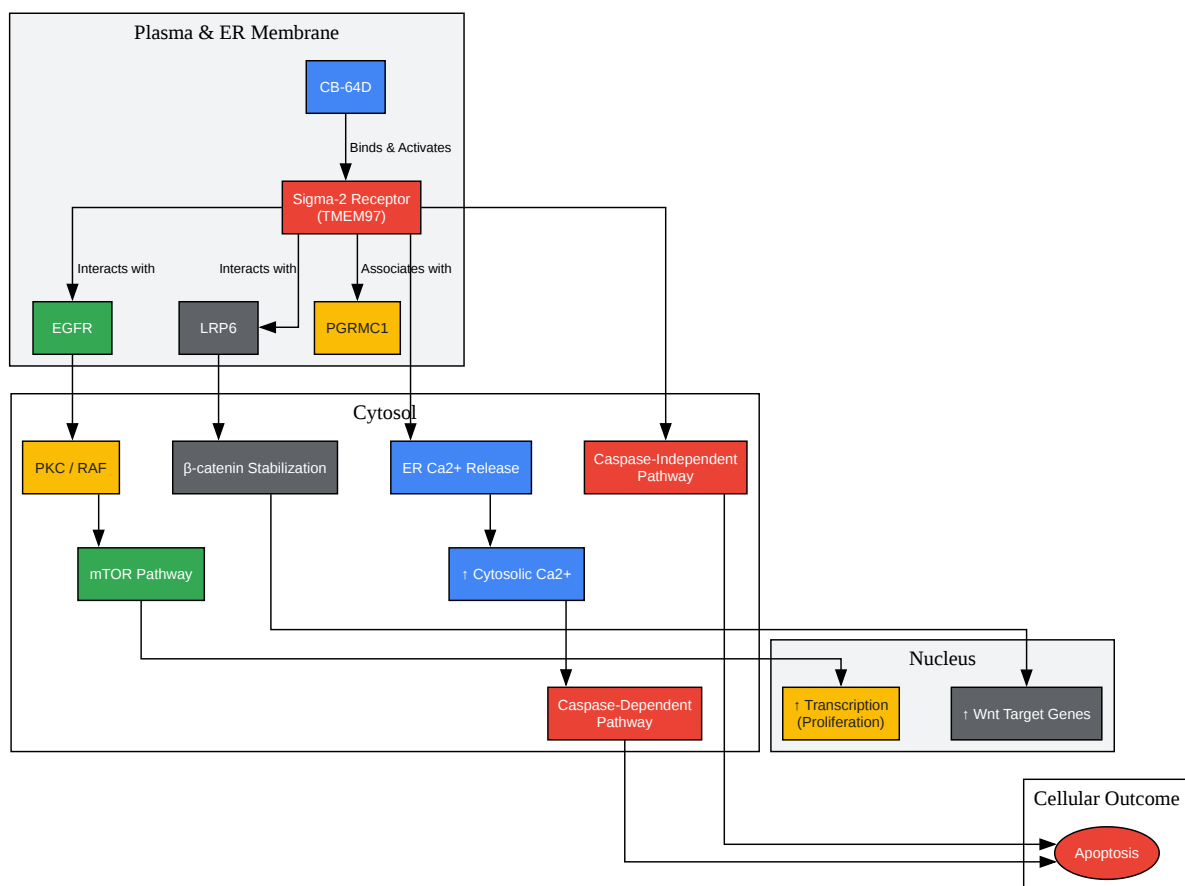 Plasma & ER Membrane
CB-64D
Binds & Activates
Sigma-2 Receptor
(TMEM97)
Interacts with
Interacts with
Associates with
EGFR
LRP6
PGRMC1
Cytosol
PKC / RAF
β-catenin Stabilization
ER Ca2+ Release
Caspase-Independent
Pathway
mTOR Pathway
↑ Cytosolic Ca2+
Nucleus
Caspase-Dependent
Pathway
↑ Transcription
(Proliferation)
↑ Wnt Target Genes
Cellular Outcome
Apoptosis